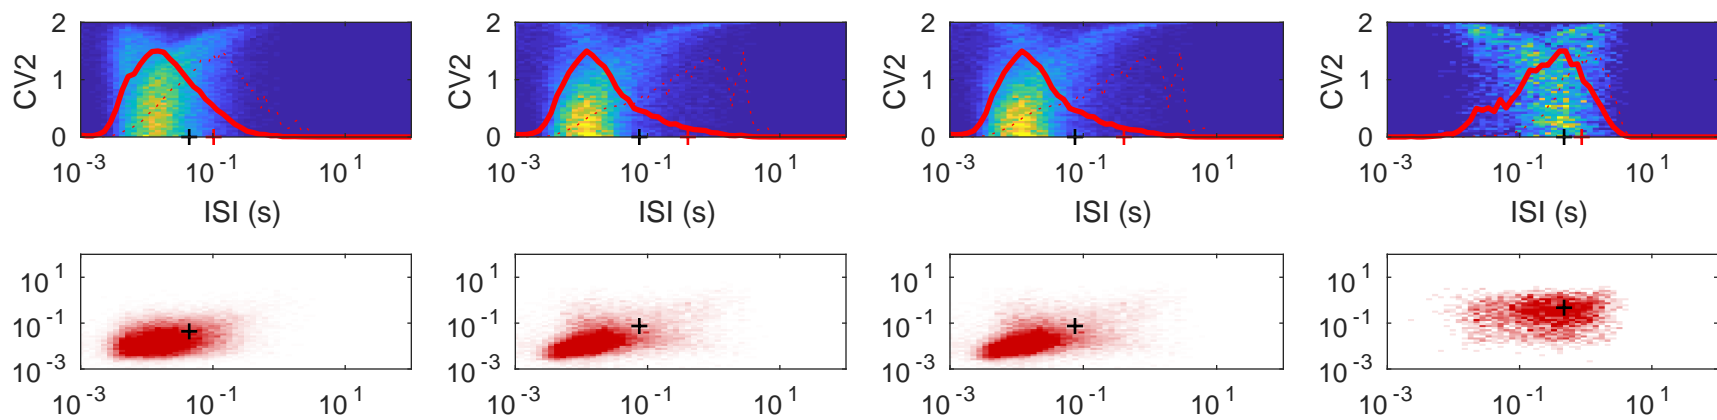 2 2 2 2
CV2 1 CV2 1 CV2 1 CV2 1
0 0 0 0
10 -3 10 -1 10 1 10 -3 10 -1 10 1 10 -3 10 -1 10 1 10 -3 10 -1 10 1
ISI (s) ISI (s) ISI (s) ISI (s)
10 1 10 1 10 1 10 1
10 -1 10 -1 10 -1 10 -1
10 -3 10 -3 10 -3 10 -3
10 -3 10 -1 10 1 10 -3 10 -1 10 1 10 -3 10 -1 10 1 10 -3 10 -1 10 1